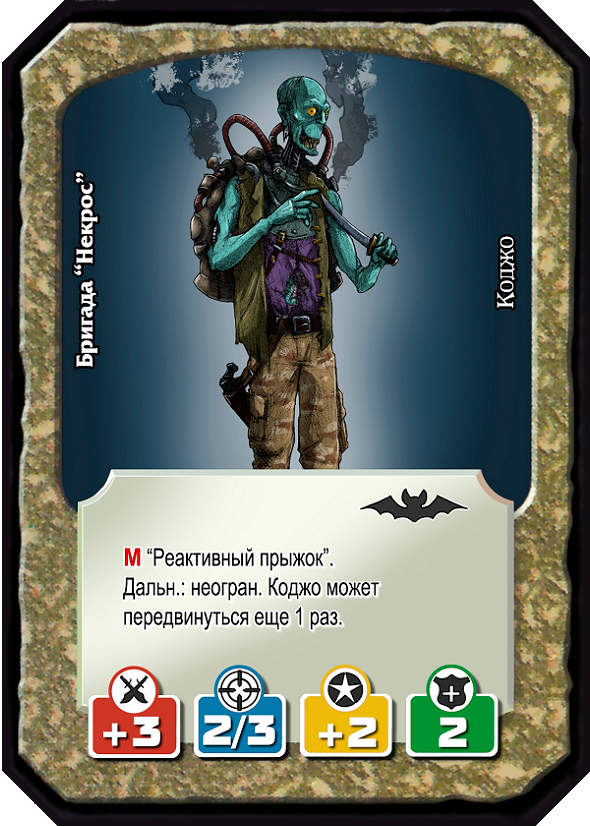 Бригада “Некрос”
Коджо
М “Реактивный прыжок”.
Дальн.: неогран. Коджо может
передвинуться еще 1 раз.
+3
2/3
+2
2